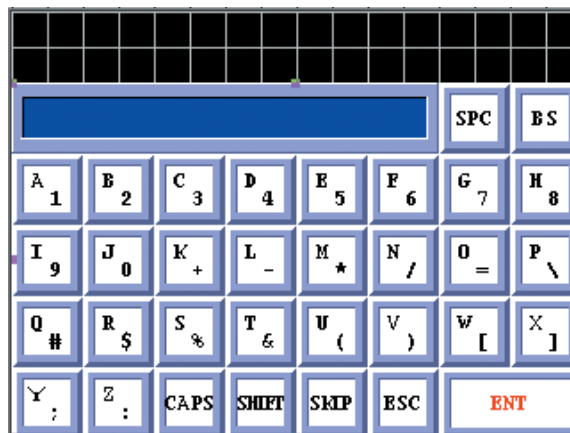 SPC BS
A 1 B 2 C 3 D 4 E 5 F 6 G 7 H 8
I 9 J 0 K + L - M * N / O = P \
Q # R $ S % T & U ( V ) W [ X ]
Y ; Z : CAPS SHIFT SKIP ESC ENT